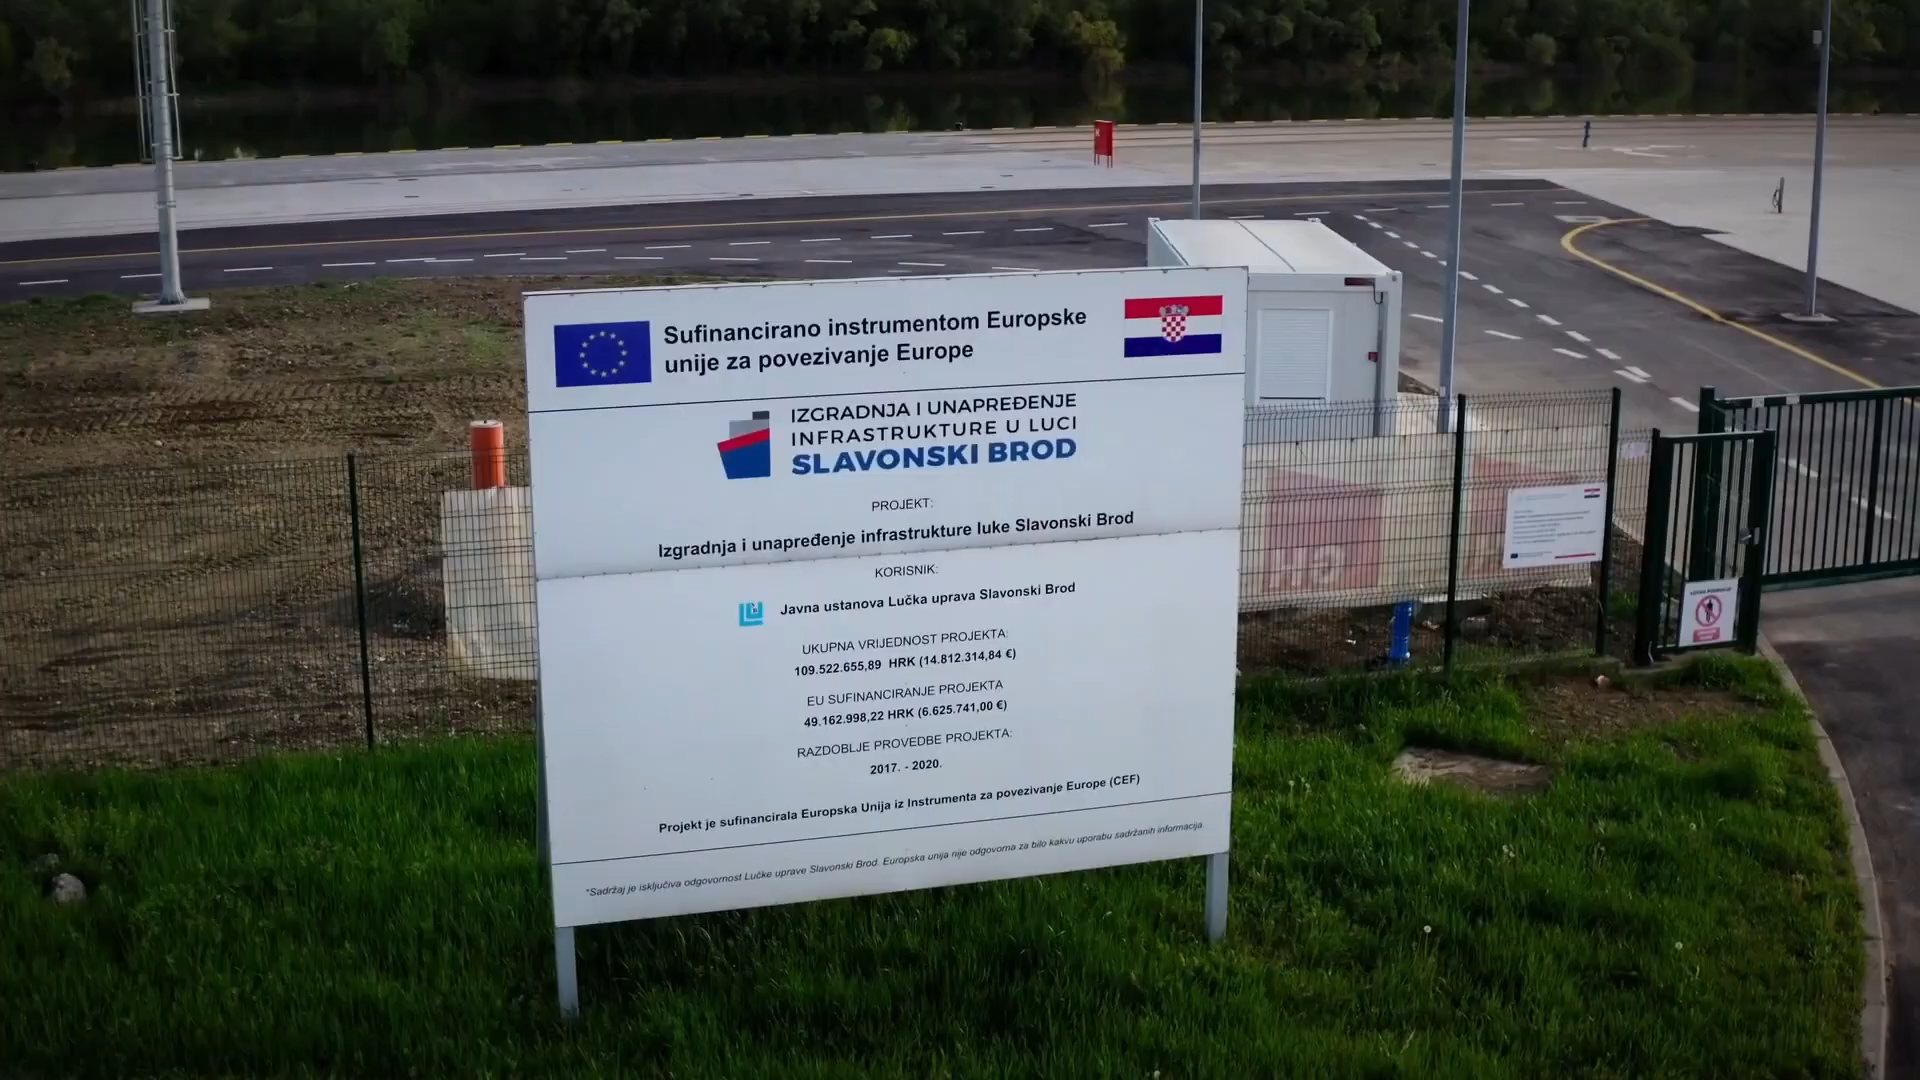 Sufinancirano instrumentom Europske
unije za povezivanje Europe
IZGRADNJA I UNAPREĐENJE
INFRASTRUKTURE U LUCI
SLAVONSKI BROD
PROJEKT:
Izgradnja i unapređenje infrastrukture luke Slavonski Brod
KORISNIK:
Javna ustanova Lučka uprava Slavonski Brod
UKUPNA VRIJEDNOST PROJEKTA:
109.522.655,89 HRK (14.812.314,84 €)
EU SUFINANCIRANJE PROJEKTA
49.162.998,22 HRK (6.625.741,00 €)
RAZDOBLJE PROVEDBE PROJEKTA:
2017. - 2020.
Projekt je sufinancirala Europska Unija iz Instrumenta za povezivanje Europe (CEF)
*Sadržaj je isključiva odgovornost Lučke uprave Slavonski Brod. Europska unija nije odgovorna za bilo kakvu uporabu sadržanih informacija.